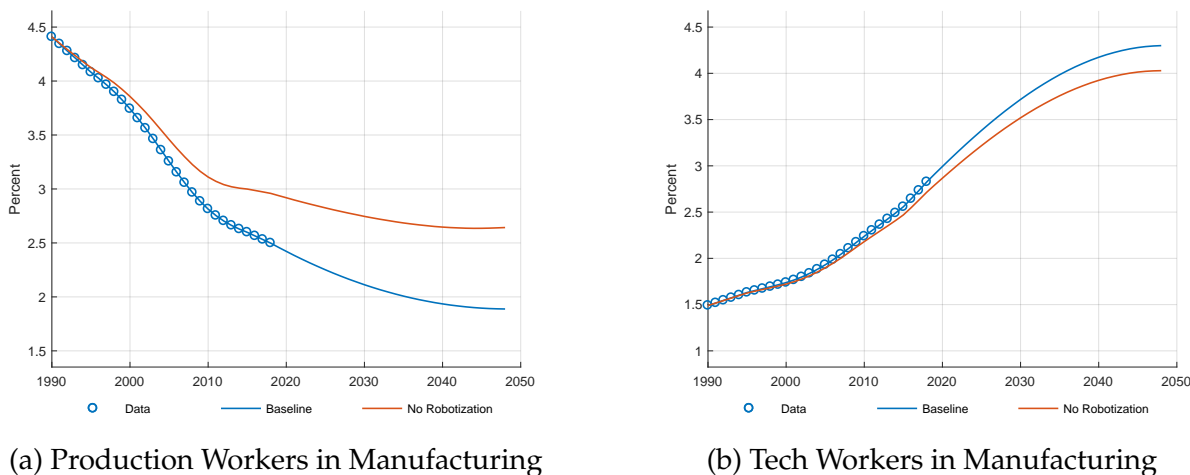 4.5
4
3.5
3
2.5
2
1.5
Percent
1990 2000 2010 2020 2030 2040 2050
Data Baseline No Robotization
(a) Production Workers in Manufacturing
4.5
4
3.5
3
2.5
2
1.5
1
Percent
1990 2000 2010 2020 2030 2040 2050
Data Baseline No Robotization
(b) Tech Workers in Manufacturing